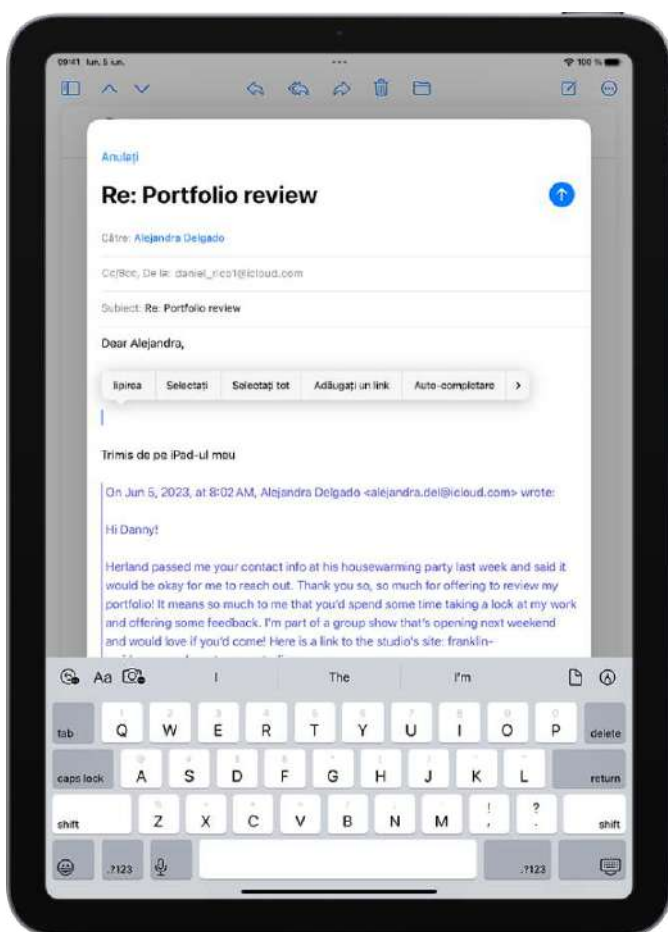 09:41 lun. 5 iun.
100 %
Anulați
Re: Portfolio review
Către: Alejandra Delgado
Cc/Bcc, De la: daniel_rico1@icloud.com
Subiect: Re: Portfolio review
Dear Alejandra,
lipirea Selectați Selectați tot Adăugați un link Auto-completare
Trimis de pe iPad-ul meu
On Jun 5, 2023, at 8:02 AM, Alejandra Delgado <alejandra.del@icloud.com> wrote:
Hi Danny!
Herland passed me your contact info at his housewarming party last week and said it
would be okay for me to reach out. Thank you so, so much for offering to review my
portfolio! It means so much to me that you'd spend some time taking a look at my work
and offering some feedback. I'm part of a group show that's opening next weekend
and would love if you'd come! Here is a link to the studio's site: franklin-
Aa I The I'm
tab Q W E R T Y U I O P delete
caps lock A S D F G H J K L return
shift Z X C V B N M ! , ? . shift
.?123 .?123